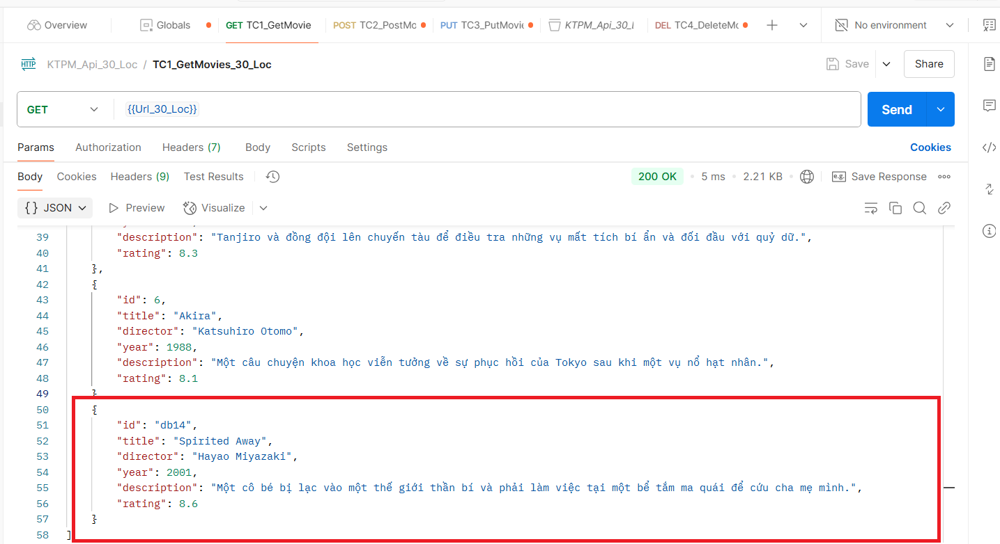 Overview Globals GET TC1_GetMovie POST TC2_PostMo PUT TC3_PutMovie KTPM_Api_30_L DEL TC4_DeleteMo No environment
HTTP KTPM_Api_30_Loc / TC1_GetMovies_30_Loc Save Share
GET {{Url_30_Loc}} Send
Params Authorization Headers (7) Body Scripts Settings Cookies
Body Cookies Headers (9) Test Results 200 OK 5 ms 2.21 KB e.g. Save Response
{} JSON Preview Visualize
39 "description": "Tanjiro và đồng đội lên chuyến tàu để điều tra những vụ mất tích bí ẩn và đối đầu với quỷ dữ.",
40 "rating": 8.3
41 },
42 {
43 "id": 6,
44 "title": "Akira",
45 "director": "Katsuhiro Otomo",
46 "year": 1988,
47 "description": "Một câu chuyện khoa học viễn tưởng về sự phục hồi của Tokyo sau khi một vụ nổ hạt nhân.",
48 "rating": 8.1
49 }
50 {
51 "id": "db14",
52 "title": "Spirited Away",
53 "director": "Hayao Miyazaki",
54 "year": 2001,
55 "description": "Một cô bé bị lạc vào một thế giới thần bí và phải làm việc tại một bể tắm ma quái để cứu cha mẹ mình.",
56 "rating": 8.6
57 }
58 ]